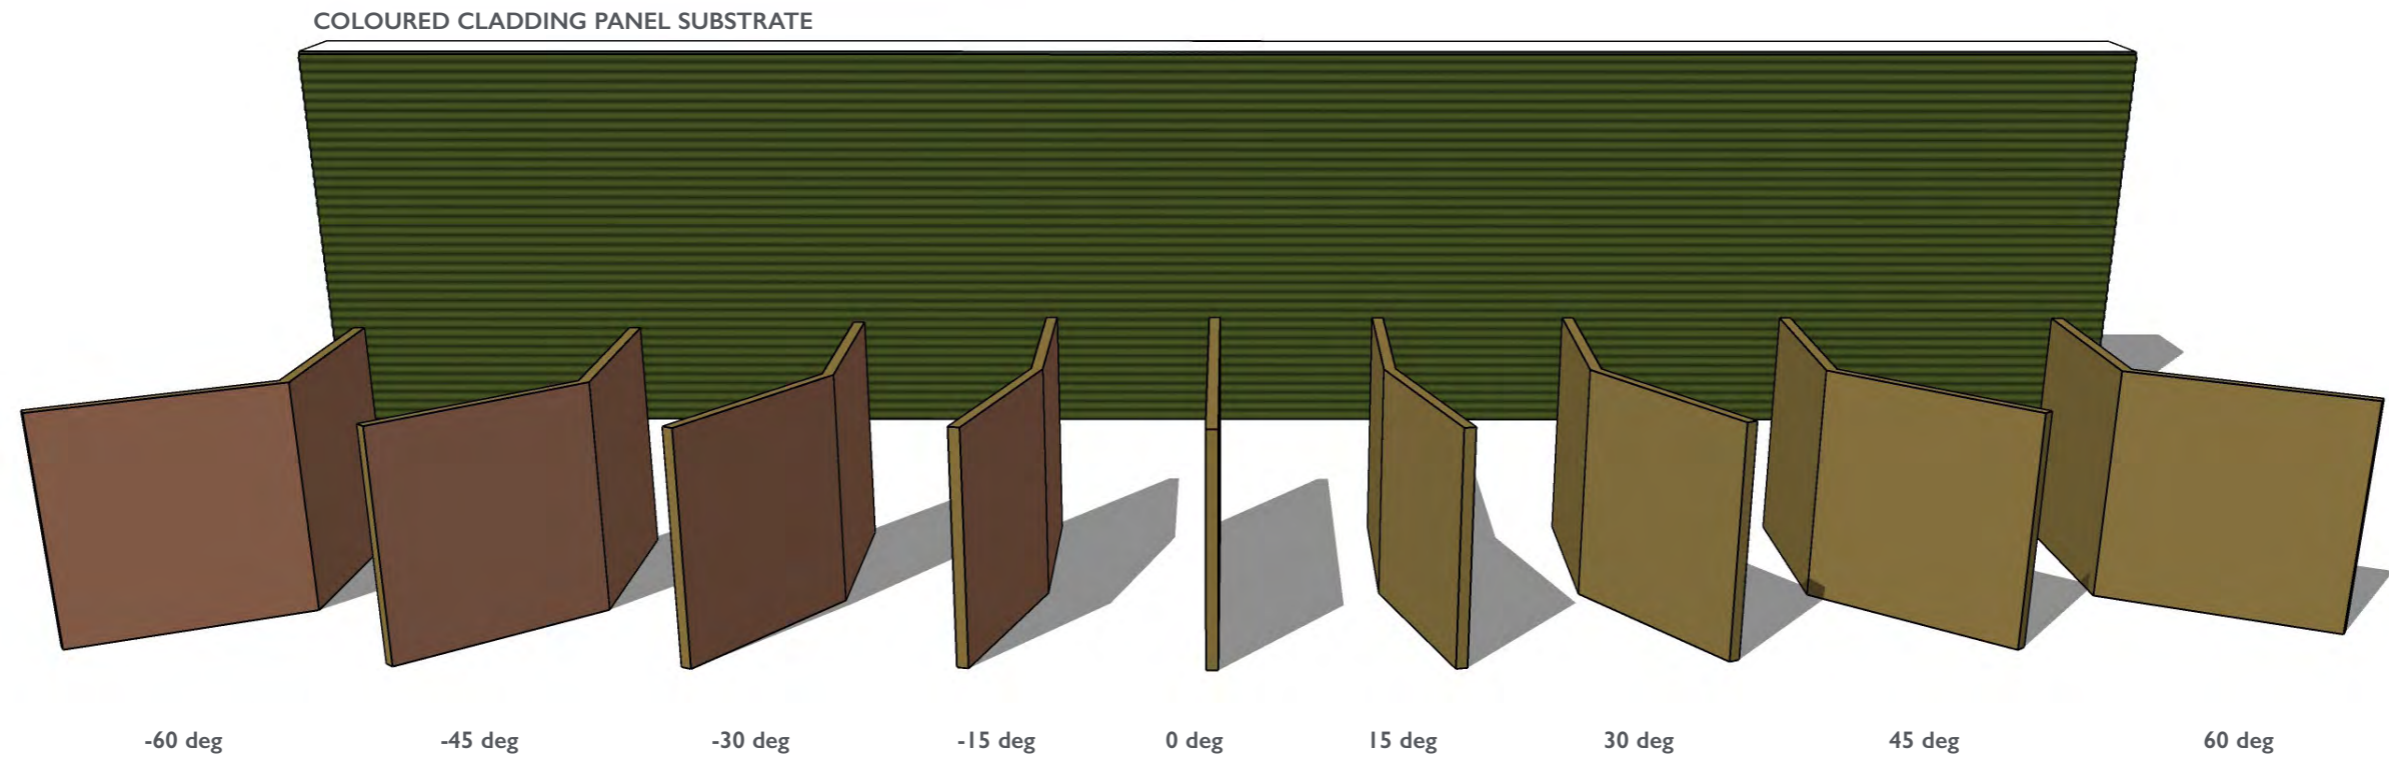 COLOURED CLADDING PANEL SUBSTRATE
-60 deg -45 deg -30 deg -15 deg 0 deg 15 deg 30 deg 45 deg 60 deg